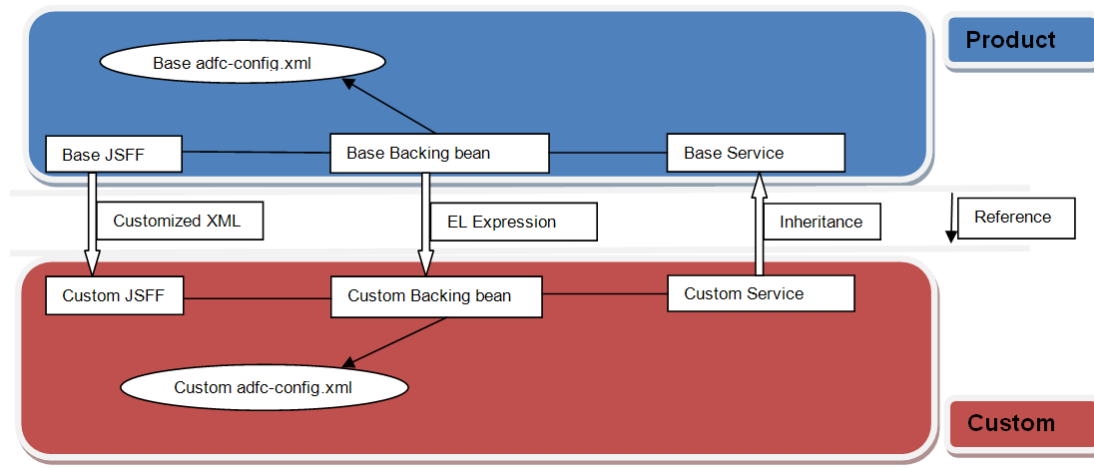 Product
Base adfc-config.xml
Base JSFF
Base Backing bean
Base Service
Customized XML
EL Expression
Inheritance
Reference
Custom JSFF
Custom Backing bean
Custom Service
Custom adfc-config.xml
Custom